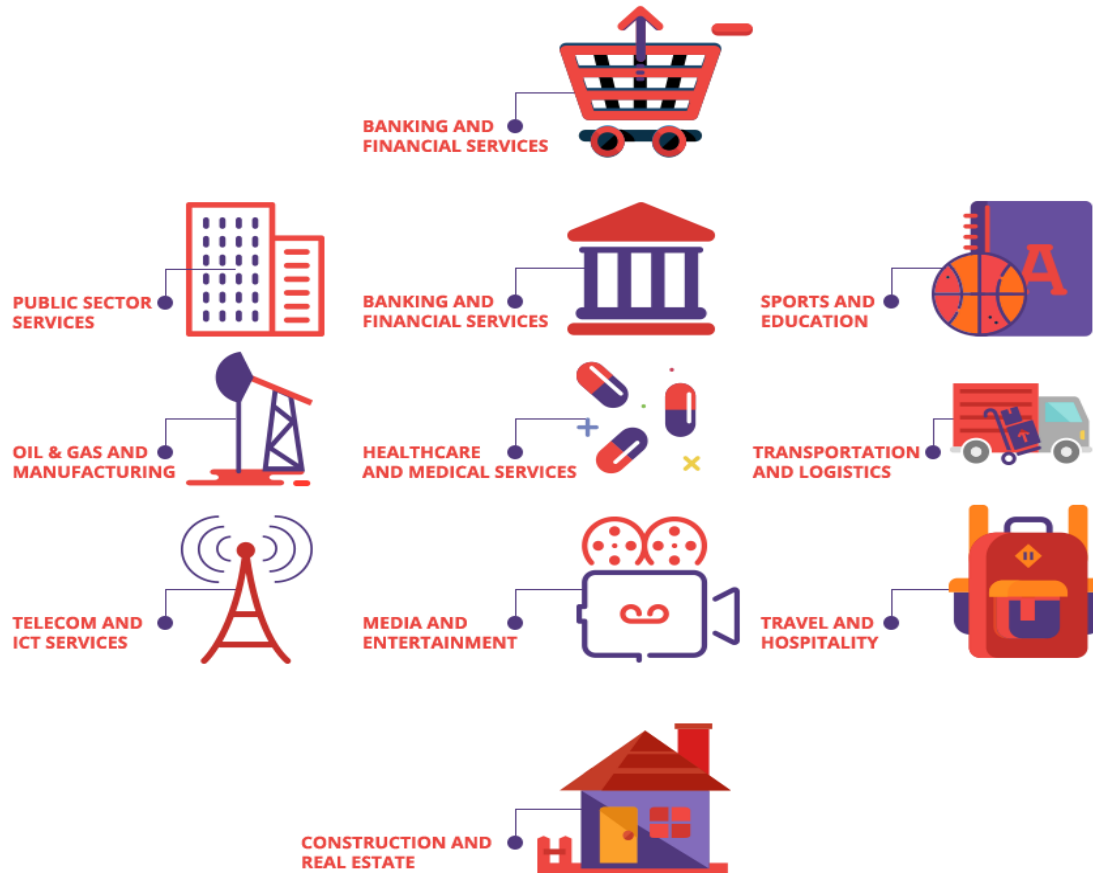 BANKING AND
FINANCIAL SERVICES
PUBLIC SECTOR
SERVICES
BANKING AND
FINANCIAL SERVICES
SPORTS AND
EDUCATION
A
OIL & GAS AND
MANUFACTURING
HEALTHCARE
AND MEDICAL SERVICES
TRANSPORTATION
AND LOGISTICS
TELECOM AND
ICT SERVICES
MEDIA AND
ENTERTAINMENT
TRAVEL AND
HOSPITALITY
CONSTRUCTION AND
REAL ESTATE